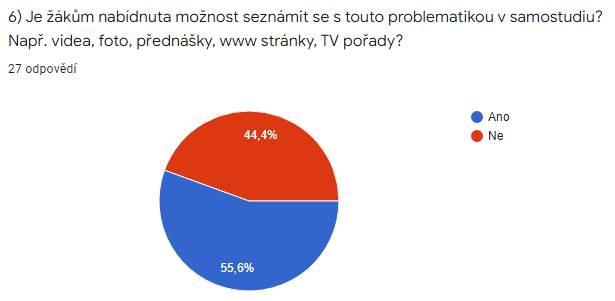 6) Je žákům nabídnuta možnost seznámit se s touto problematikou v samostudiu?
Např. videa, foto, přednášky, www stránky, TV pořady?
27 odpovědí
Ano
Ne
44,4%
55,6%